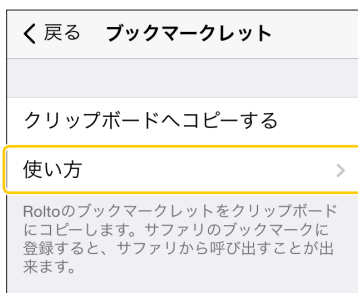 戻る ブックマークレット
クリップボードへコピーする
使い方
Roltoのブックマークレットをクリップボード
にコピーします。サファリのブックマークに
登録すると、サファリから呼び出すことが出
来ます。